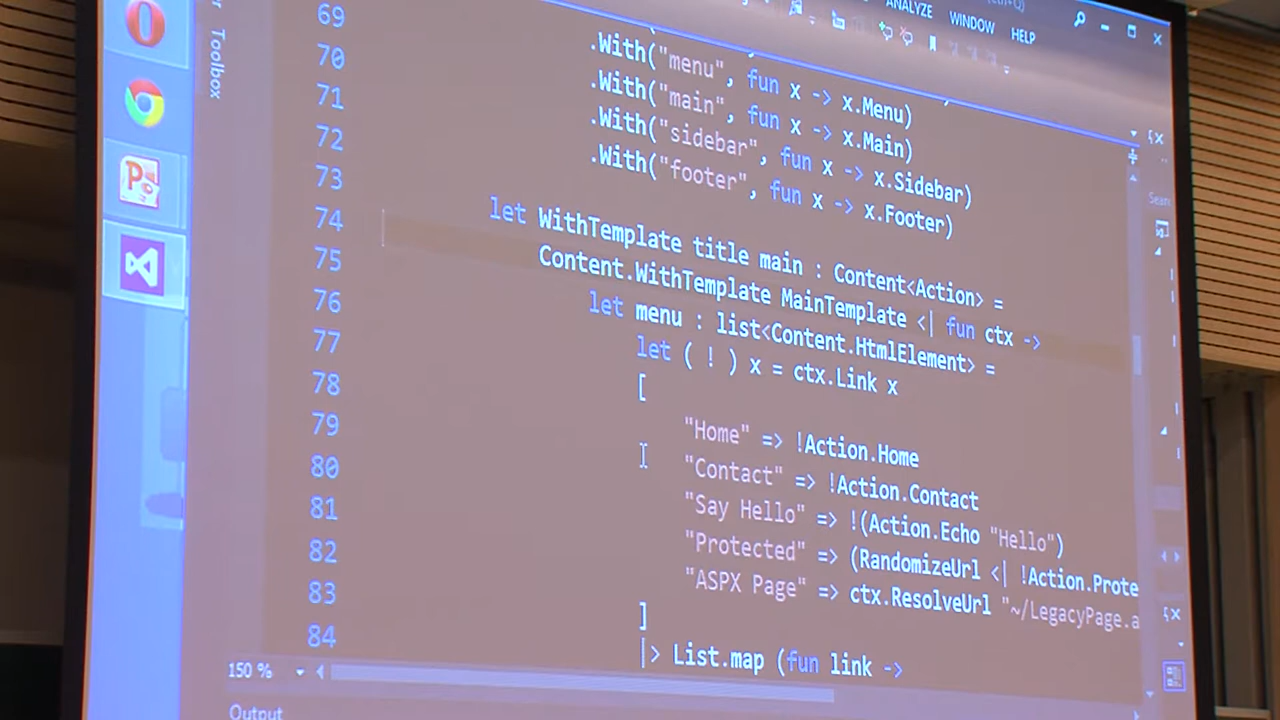 ANALYZE WINDOW HELP
Toolbox
69
70 .With("menu", fun x -> x.Menu)
71 .With("main", fun x -> x.Main)
72 .With("sidebar", fun x -> x.Sidebar)
73 .With("footer", fun x -> x.Footer)
74 let WithTemplate title main : Content<Action> =
75 Content.WithTemplate MainTemplate <| fun ctx ->
76 let menu : list<Content.HtmlElement> =
77 let ( ! ) x = ctx.Link x
78 [
79 "Home" => !Action.Home
80 "Contact" => !Action.Contact
81 "Say Hello" => !(Action.Echo "Hello")
82 "Protected" => (RandomizeUrl <| !Action.Prote
83 "ASPX Page" => ctx.ResolveUrl "~/LegacyPage.a
84 ]
|> List.map (fun link ->
150 %
Output